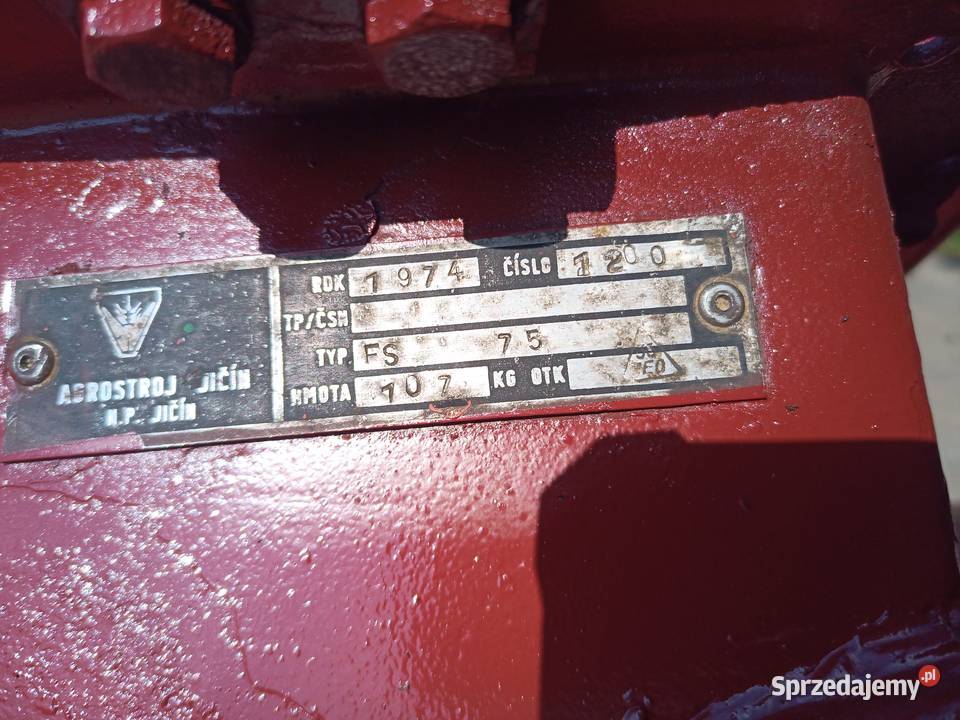 ROK 1974 ČÍSLO 1200
TP/ČSN
TYP FS 75
HMOTA 107 KG OTK
AGROSTROJ JIČÍN
N.P. JIČÍN
Sprzedajemy.pl